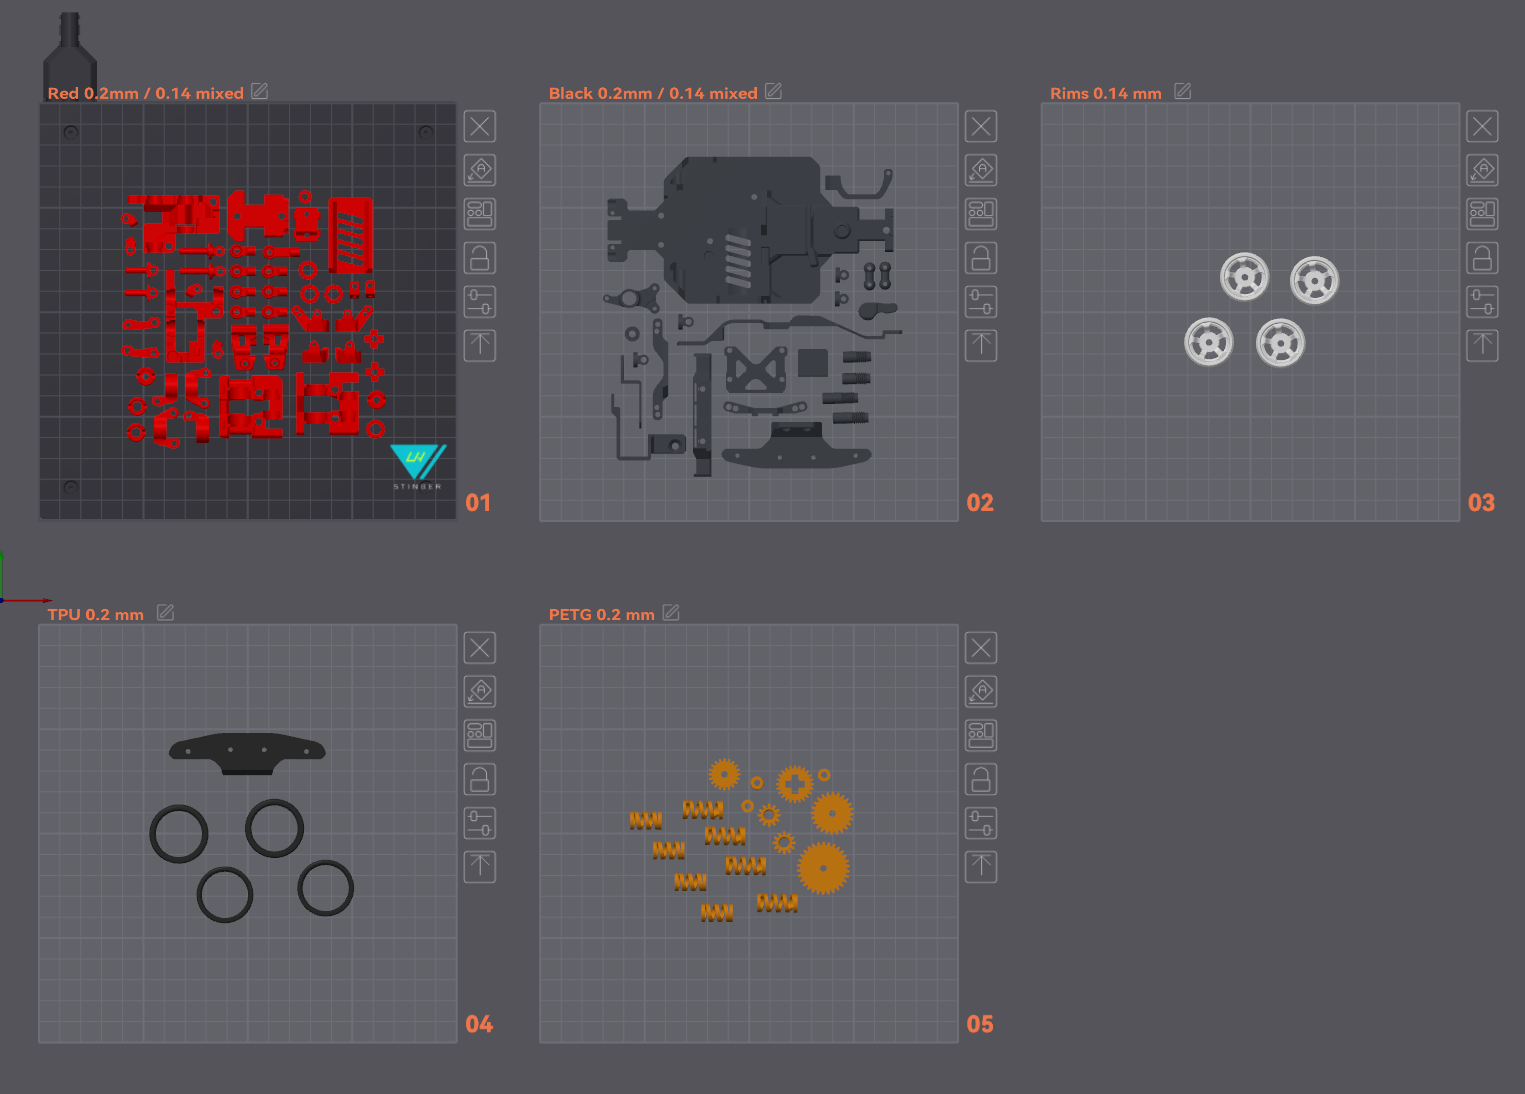 Red 0.2mm / 0.14 mixed
Black 0.2mm / 0.14 mixed
Rims 0.14 mm
STINGER
01
02
03
TPU 0.2 mm
PETG 0.2 mm
04
05